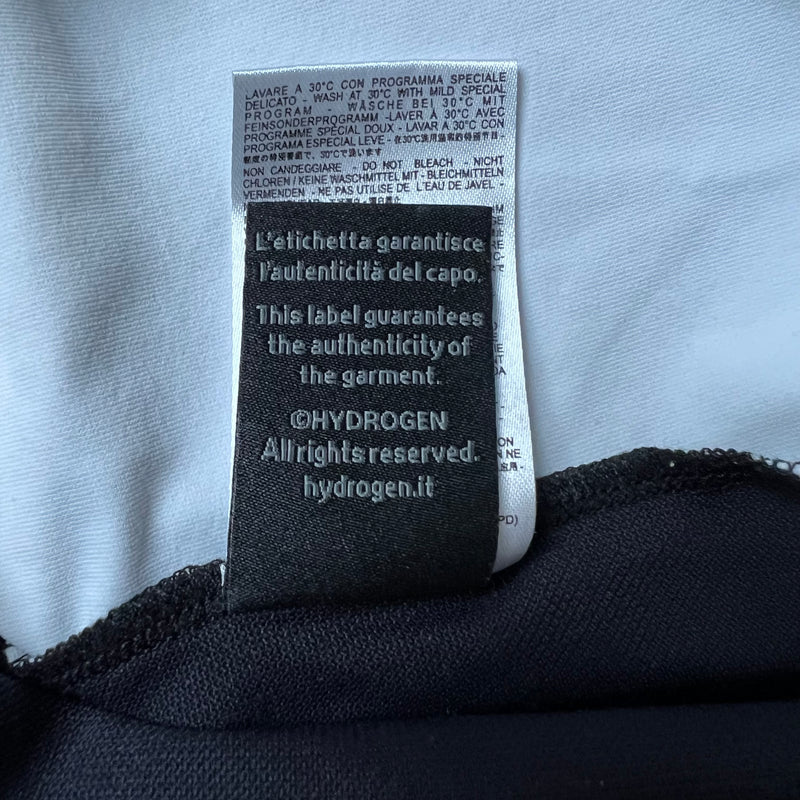 LAVARE A 30°C CON PROGRAMMA SPECIALE
DELICATO - WASH AT 30°C WITH MILD SPECIAL
PROGRAM - WÄSCHE BEI 30°C MIT
FEINSONDERPROGRAMM -LAVER À 30°C AVEC
PROGRAMME SPÉCIAL DOUX - LAVAR A 30°C CON
PROGRAMA ESPECIAL LEVE -
NON CANDEGGIARE - DO NOT BLEACH - NICHT
CHLOREN / KEINE WASCHMITTEL MIT - BLEICHMITTELN
VERMENDEN - NE PAS UTILISE DE L'EAU DE JAVEL -
L'etichetta garantisce
l'autenticità del capo.
This label guarantees
the authenticity of
the garment.
©HYDROGEN
All rights reserved.
hydrogen.it
ON
N NE
PD)